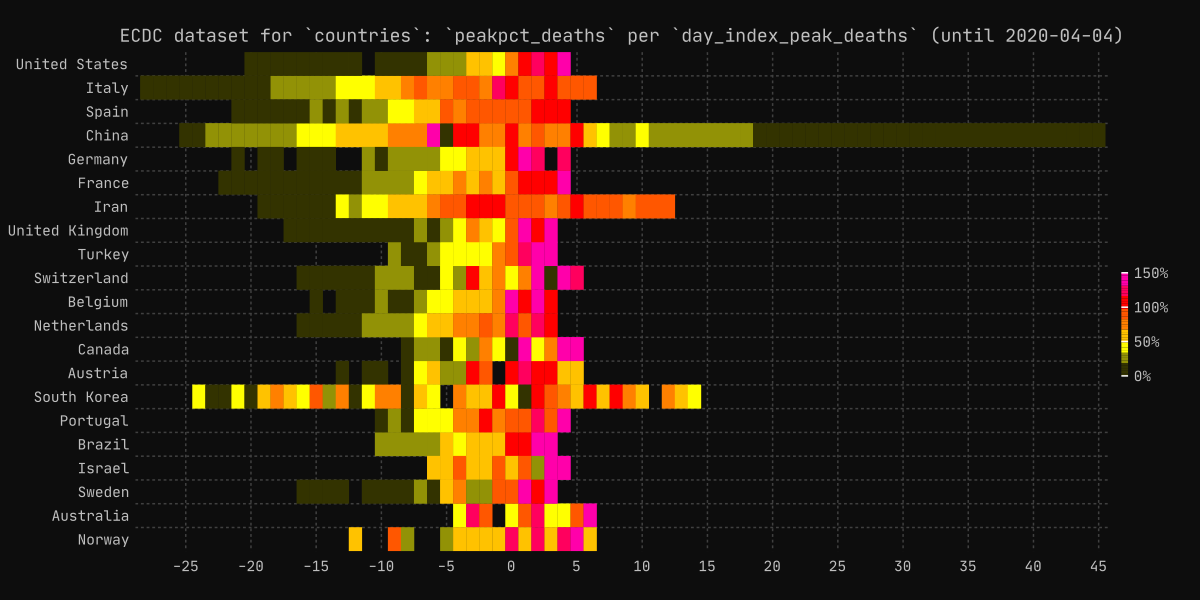 ECDC dataset for `countries`: `peakpct_deaths` per `day_index_peak_deaths` (until 2020-04-04)
United States
Italy
Spain
China
Germany
France
Iran
United Kingdom
Turkey
Switzerland
Belgium
Netherlands
Canada
Austria
South Korea
Portugal
Brazil
Israel
Sweden
Australia
Norway
150%
100%
50%
0%
−25 −20 −15 −10 −5 0 5 10 15 20 25 30 35 40 45